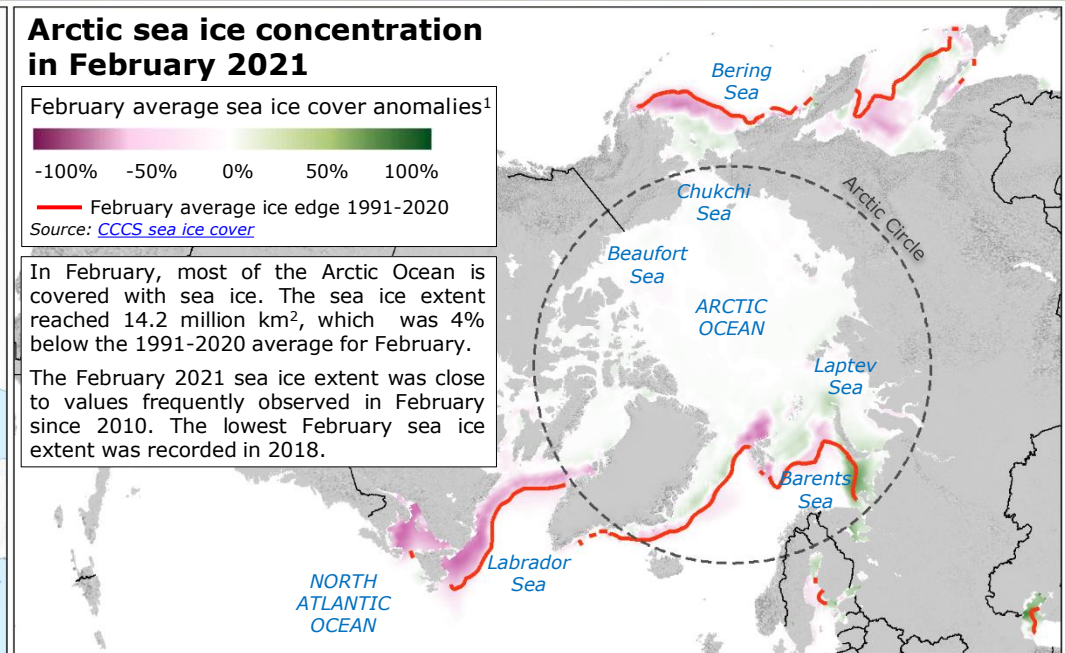 Arctic sea ice concentration
in February 2021
February average sea ice cover anomalies¹
-100% -50% 0% 50% 100%
February average ice edge 1991-2020
Source: CCCS sea ice cover
In February, most of the Arctic Ocean is
covered with sea ice. The sea ice extent
reached 14.2 million km², which was 4%
below the 1991-2020 average for February.
The February 2021 sea ice extent was close
to values frequently observed in February
since 2010. The lowest February sea ice
extent was recorded in 2018.
Bering
Sea
Chukchi
Sea
Arctic Circle
Beaufort
Sea
ARCTIC
OCEAN
Laptev
Sea
Barents
Sea
Labrador
Sea
NORTH
ATLANTIC
OCEAN